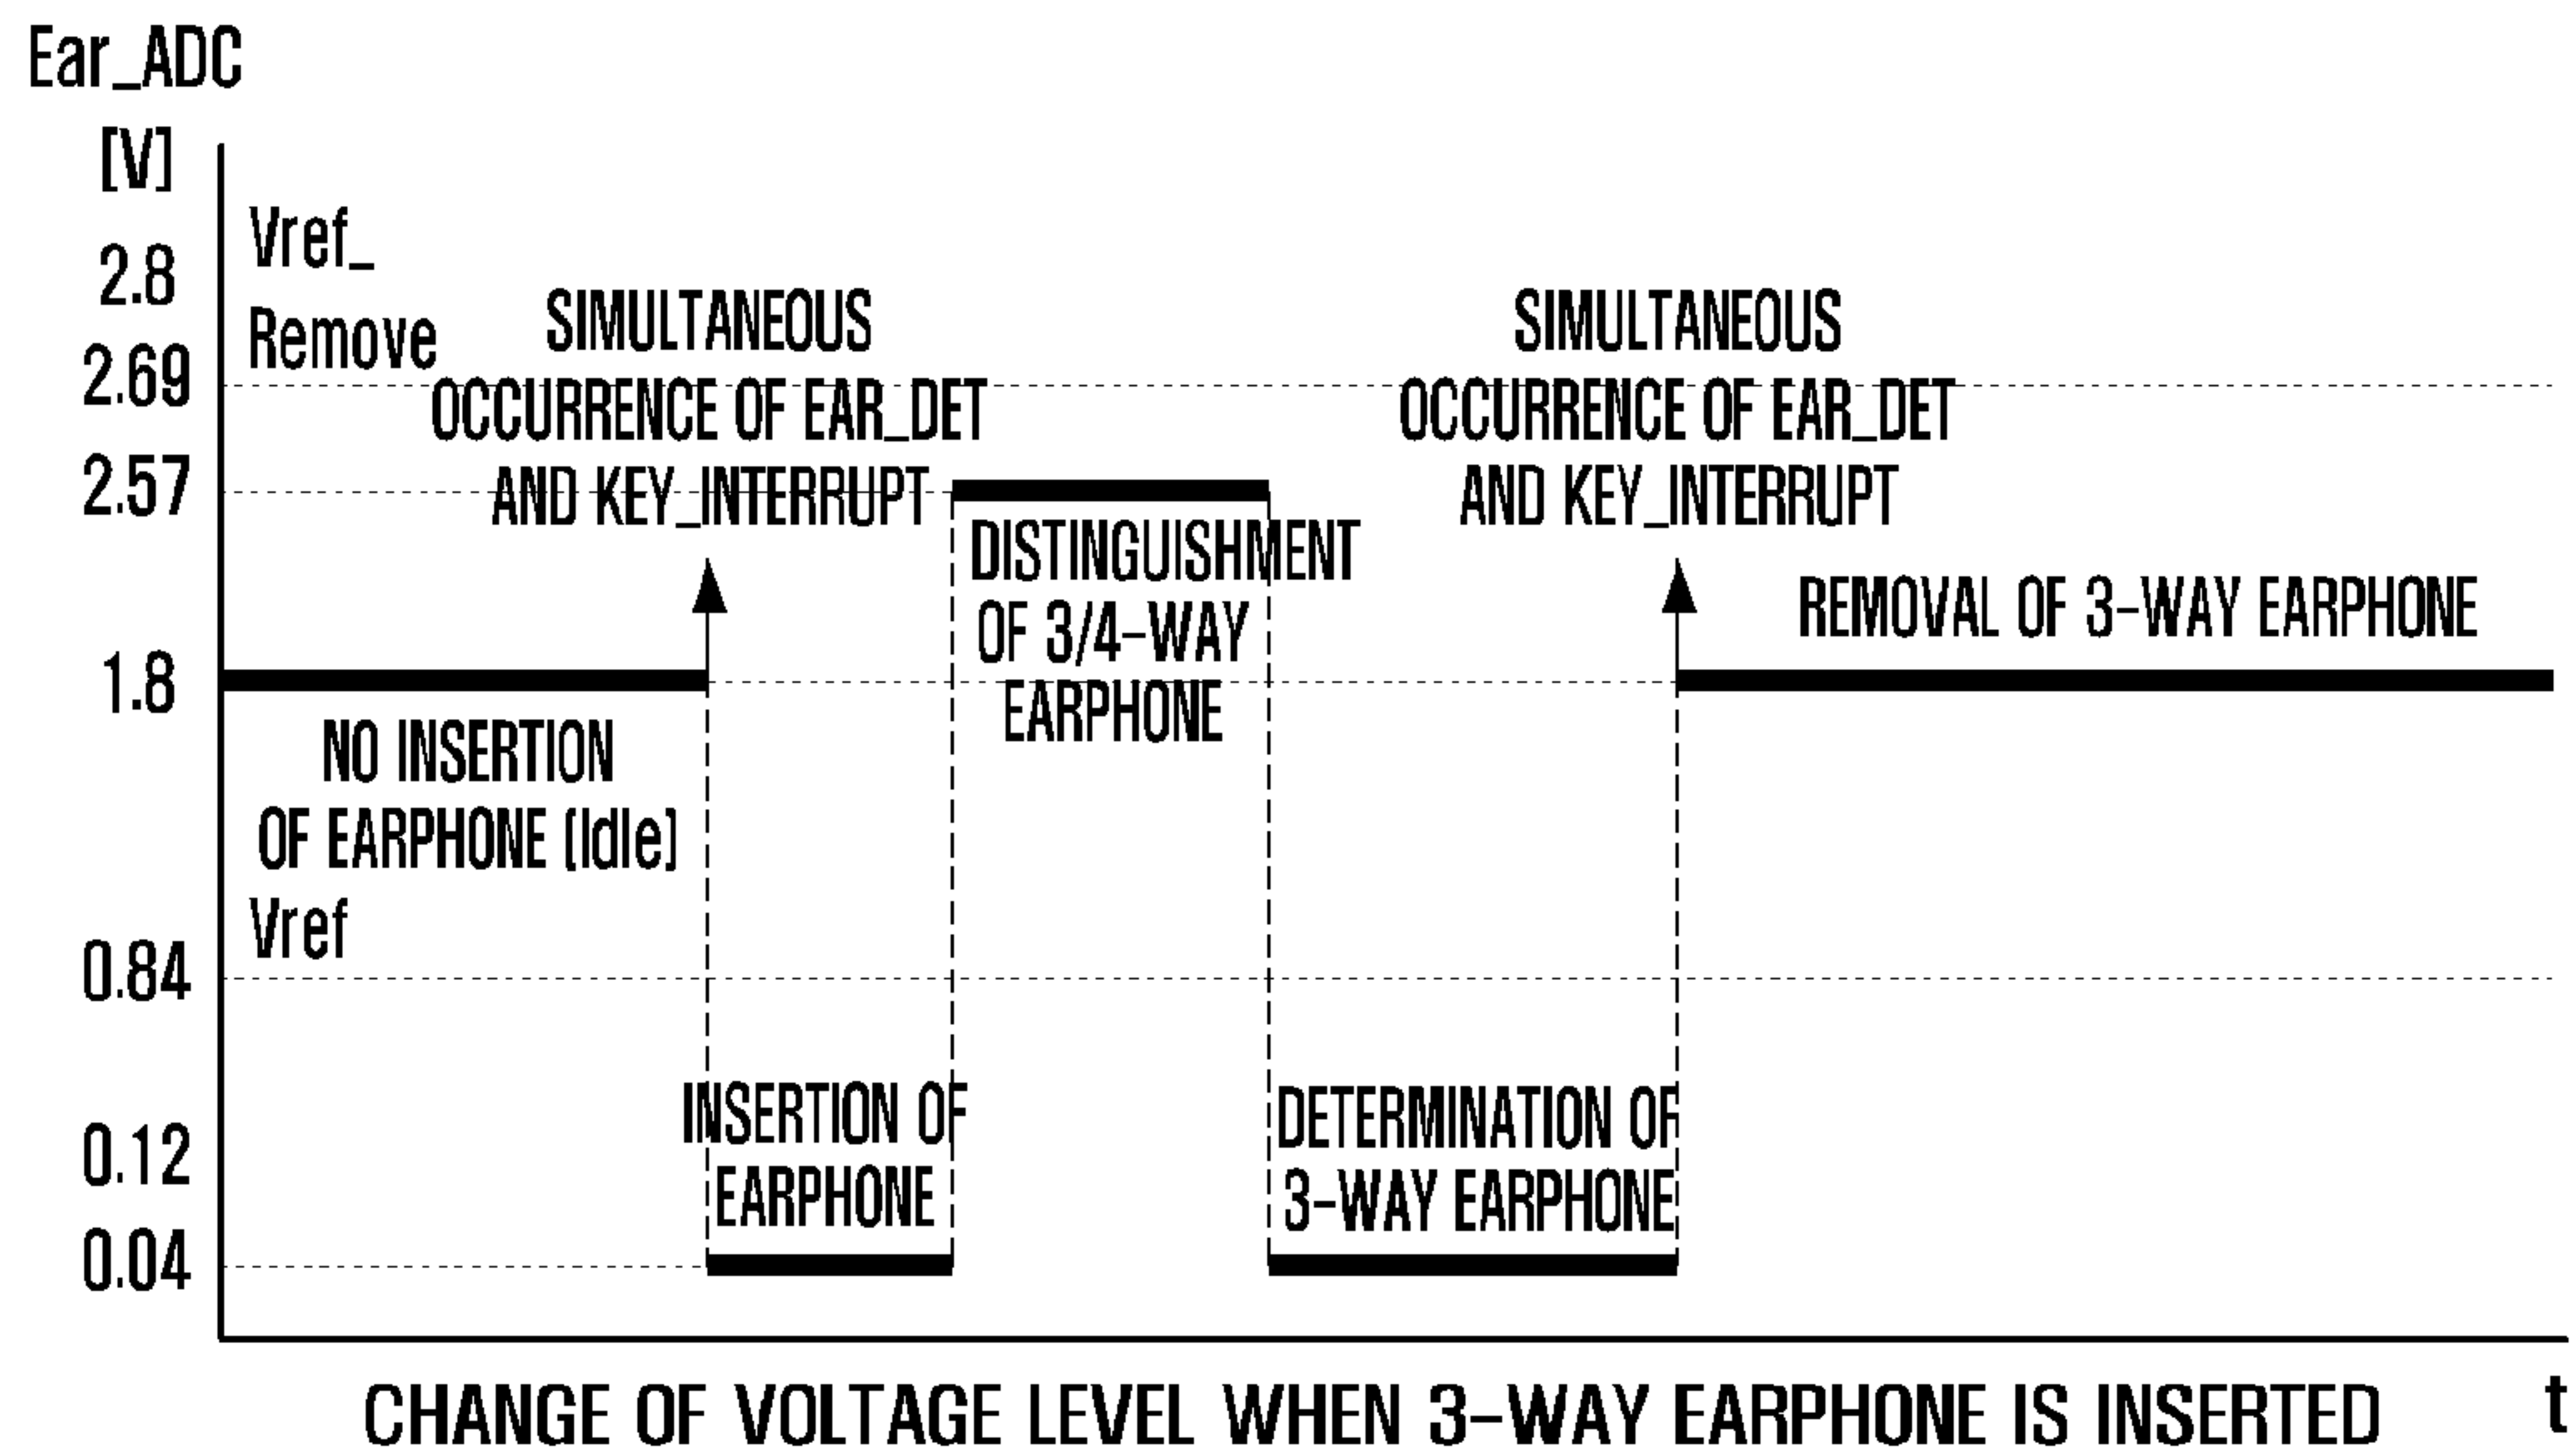 Ear_ADC
[V]
2.8
2.69
2.57
1.8
0.84
0.12
0.04
Vref_
Remove
SIMULTANEOUS
OCCURRENCE OF EAR_DET
AND KEY_INTERRUPT
SIMULTANEOUS
OCCURRENCE OF EAR_DET
AND KEY_INTERRUPT
DISTINGUISHMENT
OF 3/4-WAY
EARPHONE
REMOVAL OF 3-WAY EARPHONE
NO INSERTION
OF EARPHONE (Idle)
Vref
INSERTION OF
EARPHONE
DETERMINATION OF
3-WAY EARPHONE
CHANGE OF VOLTAGE LEVEL WHEN 3-WAY EARPHONE IS INSERTED
t